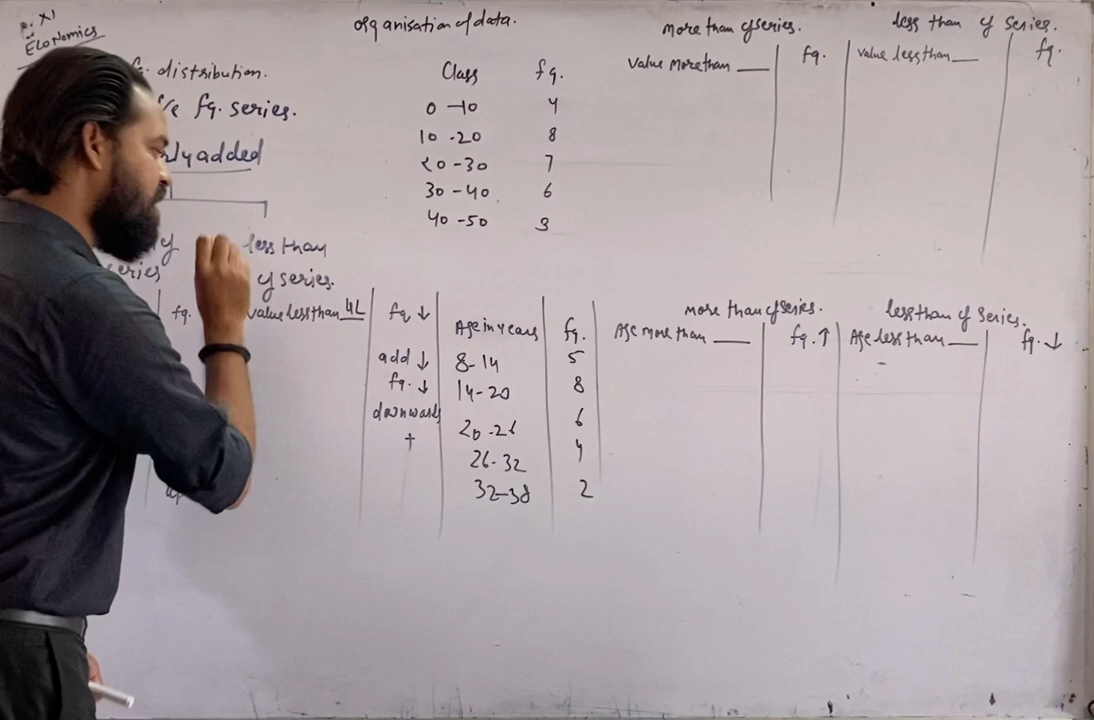 XI
Economics
organisation of data.
fq. distribution.
c/e fq. series.
added
less than
cf series.
series
fq.
value less than UL
fq ↓
add ↓
fq. ↓
downwards
+
Class fq.
0 -10 4
10 -20 8
20 -30 7
30 -40 6
40 -50 3
more than cf series.
value more than ___ fq.
less than cf series.
value less than ___ fq.
Age in years fq.
8-14 5
14-20 8
20-26 6
26-32 4
32-38 2
more than cf series.
Age more than ___ fq. ↑
less than cf series.
Age less than ___ fq. ↓